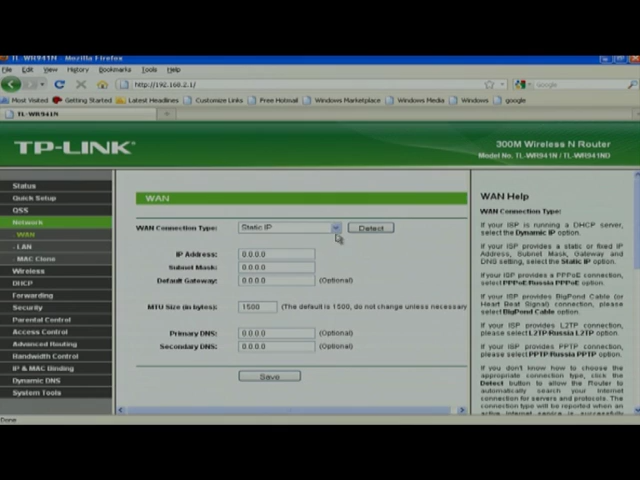 TL-WR941N - Mozilla Firefox
File Edit View History Bookmarks Tools Help
http://192.168.2.1/
Google
Most Visited Getting Started Latest Headlines Customize Links Free Hotmail Windows Marketplace Windows Media Windows google
TL-WR941N
TP-LINK®
300M Wireless N Router
Model No. TL-WR941N / TL-WR941ND
Status
Quick Setup
QSS
Network
- WAN
- LAN
- MAC Clone
Wireless
DHCP
Forwarding
Security
Parental Control
Access Control
Advanced Routing
Bandwidth Control
IP & MAC Binding
Dynamic DNS
System Tools
WAN
WAN Connection Type: Static IP Detect
IP Address: 0.0.0.0
Subnet Mask: 0.0.0.0
Default Gateway: 0.0.0.0 (Optional)
MTU Size (in bytes): 1500 (The default is 1500, do not change unless necessary
Primary DNS: 0.0.0.0 (Optional)
Secondary DNS: 0.0.0.0 (Optional)
Save
WAN Help
WAN Connection Type:
If your ISP is running a DHCP server,
select the Dynamic IP option.
If your ISP provides a static or fixed IP
Address, Subnet Mask, Gateway and
DNS setting, select the Static IP option.
If your ISP provides a PPPoE connection,
select PPPoE/Russia PPPoE option.
If your ISP provides BigPond Cable (or
Heart Beat Signal) connection, please
select BigPond Cable option.
If your ISP provides L2TP connection,
please select L2TP/Russia L2TP option.
If your ISP provides PPTP connection,
please select PPTP/Russia PPTP option.
If you don't know how to choose the
appropriate connection type, click the
Detect button to allow the Router to
automatically search your Internet
connection for servers and protocols. The
connection type will be reported when an
active Internet service is successfully
Done